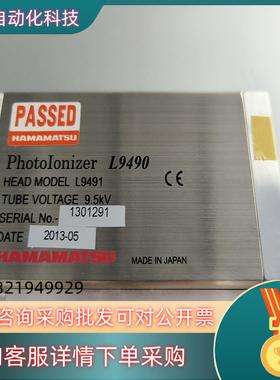 自动化科技
PASSED
HAMAMATSU
PhotoIonizer L9490
HEAD MODEL L9491
TUBE VOLTAGE 9.5kV
SERIAL No.- 1301291
DATE 2013-05
HAMAMATSU
MADE IN JAPAN
CE
321949929
咨询采购批发可对公开票
客服详情下单采购